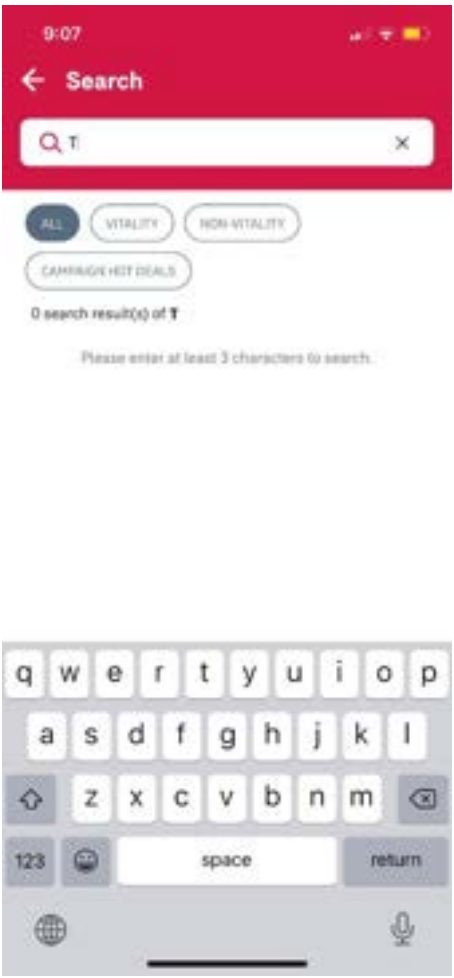 9:07
Search
T
ALL VITALITY NON-VITALITY
CAMPAIGN HOT DEALS
0 search result(s) of T
Please enter at least 3 characters to search.
q w e r t y u i o p
a s d f g h j k l
z x c v b n m
123 space return